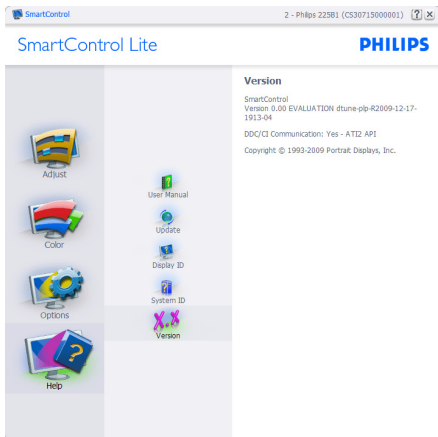 SmartControl
2 - Philips 225B1 (CS30715000001)
SmartControl Lite
PHILIPS
Version
SmartControl
Version 0.00 EVALUATION dtune-plp-R2009-12-17-
1913-04
DDC/CI Communication: Yes - ATI2 API
Copyright © 1993-2009 Portrait Displays, Inc.
Adjust
Color
Options
Help
User Manual
Update
Display ID
System ID
X.X
Version